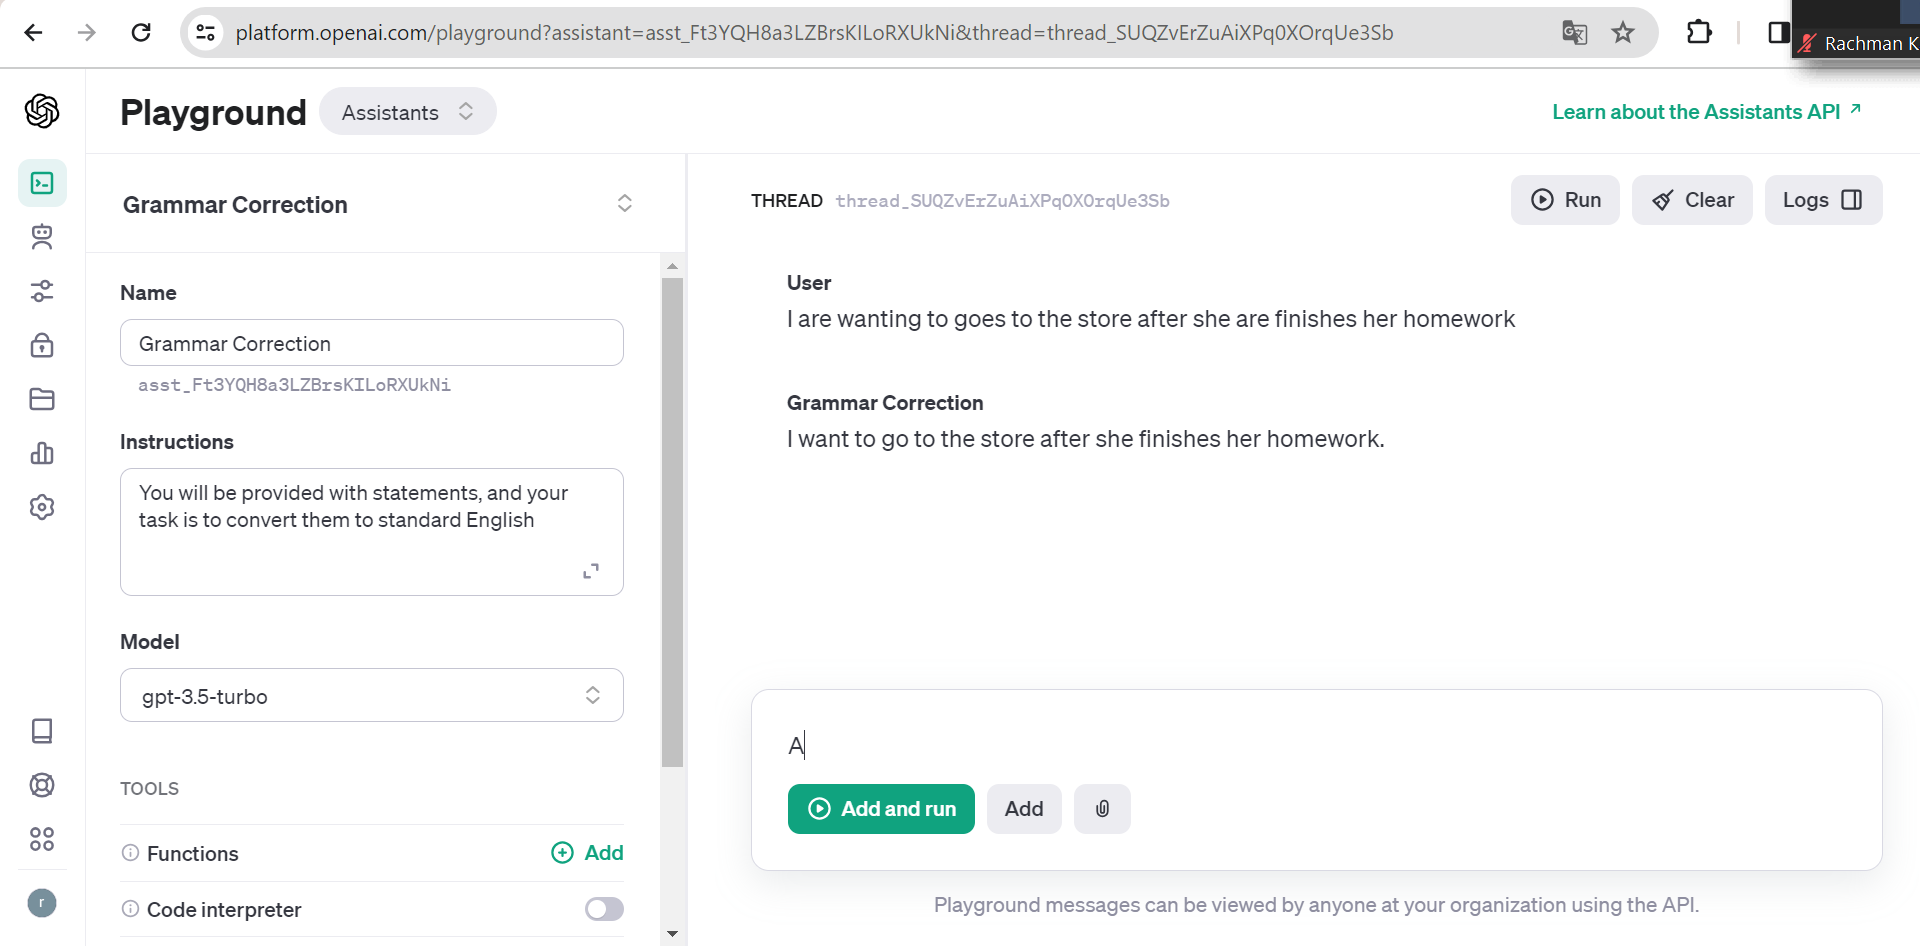 platform.openai.com/playground?assistant=asst_Ft3YQH8a3LZBrsKILoRXUkNi&thread=thread_SUQZvErZuAiXPq0XOrqUe3Sb
Rachman K
Playground
Assistants
Learn about the Assistants API ↗
Grammar Correction
THREAD thread_SUQZvErZuAiXPq0XOrqUe3Sb
Run
Clear
Logs
Name
Grammar Correction
asst_Ft3YQH8a3LZBrsKILoRXUkNi
Instructions
You will be provided with statements, and your
task is to convert them to standard English
Model
gpt-3.5-turbo
TOOLS
Functions
Add
Code interpreter
r
User
I are wanting to goes to the store after she are finishes her homework
Grammar Correction
I want to go to the store after she finishes her homework.
A
Add and run
Add
Playground messages can be viewed by anyone at your organization using the API.